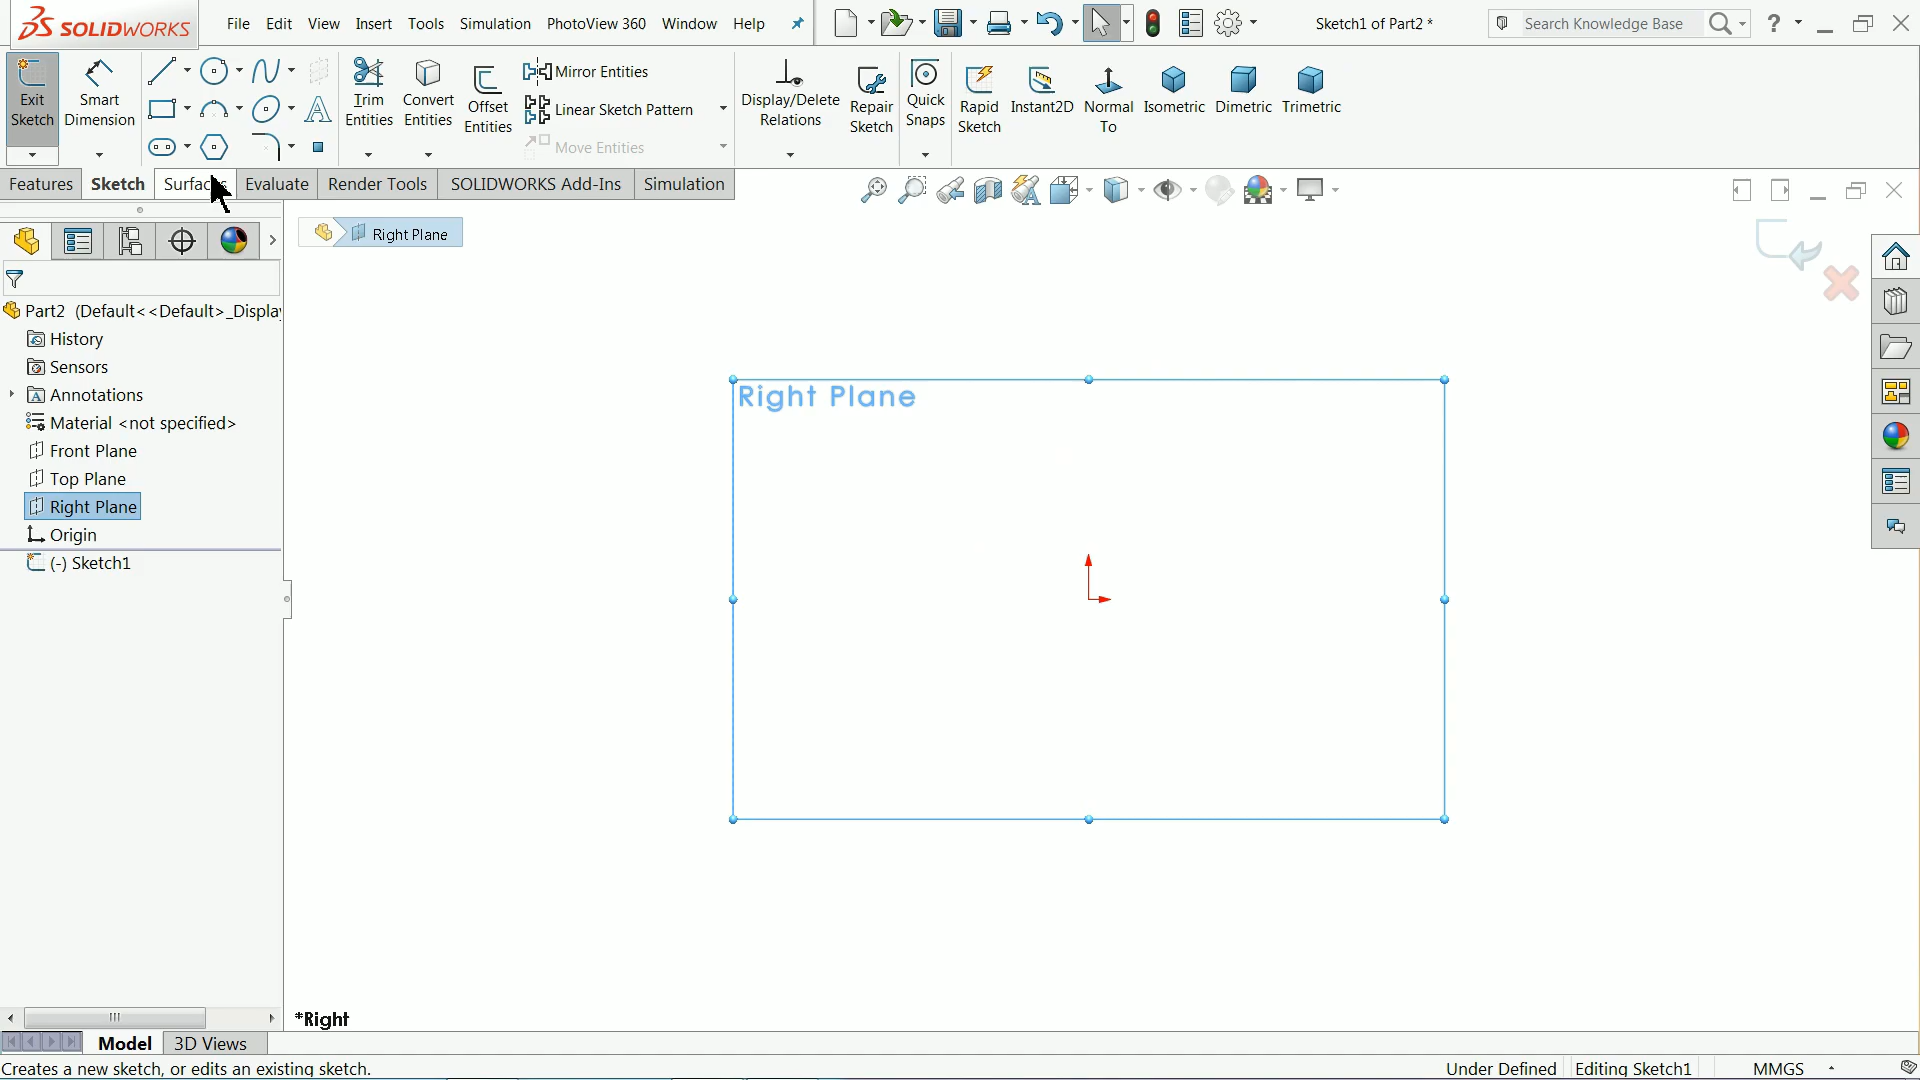 SOLIDWORKS File Edit View Insert Tools Simulation PhotoView 360 Window Help Sketch1 of Part2 * Search Knowledge Base ?
Exit Sketch
Smart Dimension
Trim Entities
Convert Entities
Offset Entities
Mirror Entities
Linear Sketch Pattern
Move Entities
Display/Delete Relations
Repair Sketch
Quick Snaps
Rapid Sketch
Instant2D
Normal To
Isometric
Dimetric
Trimetric
Features Sketch Surfaces Evaluate Render Tools SOLIDWORKS Add-Ins Simulation
Right Plane
Part2 (Default<<Default>_Display
History
Sensors
Annotations
Material <not specified>
Front Plane
Top Plane
Right Plane
Origin
(-) Sketch1
Right Plane
*Right
Model 3D Views
Creates a new sketch, or edits an existing sketch. Under Defined Editing Sketch1 MMGS